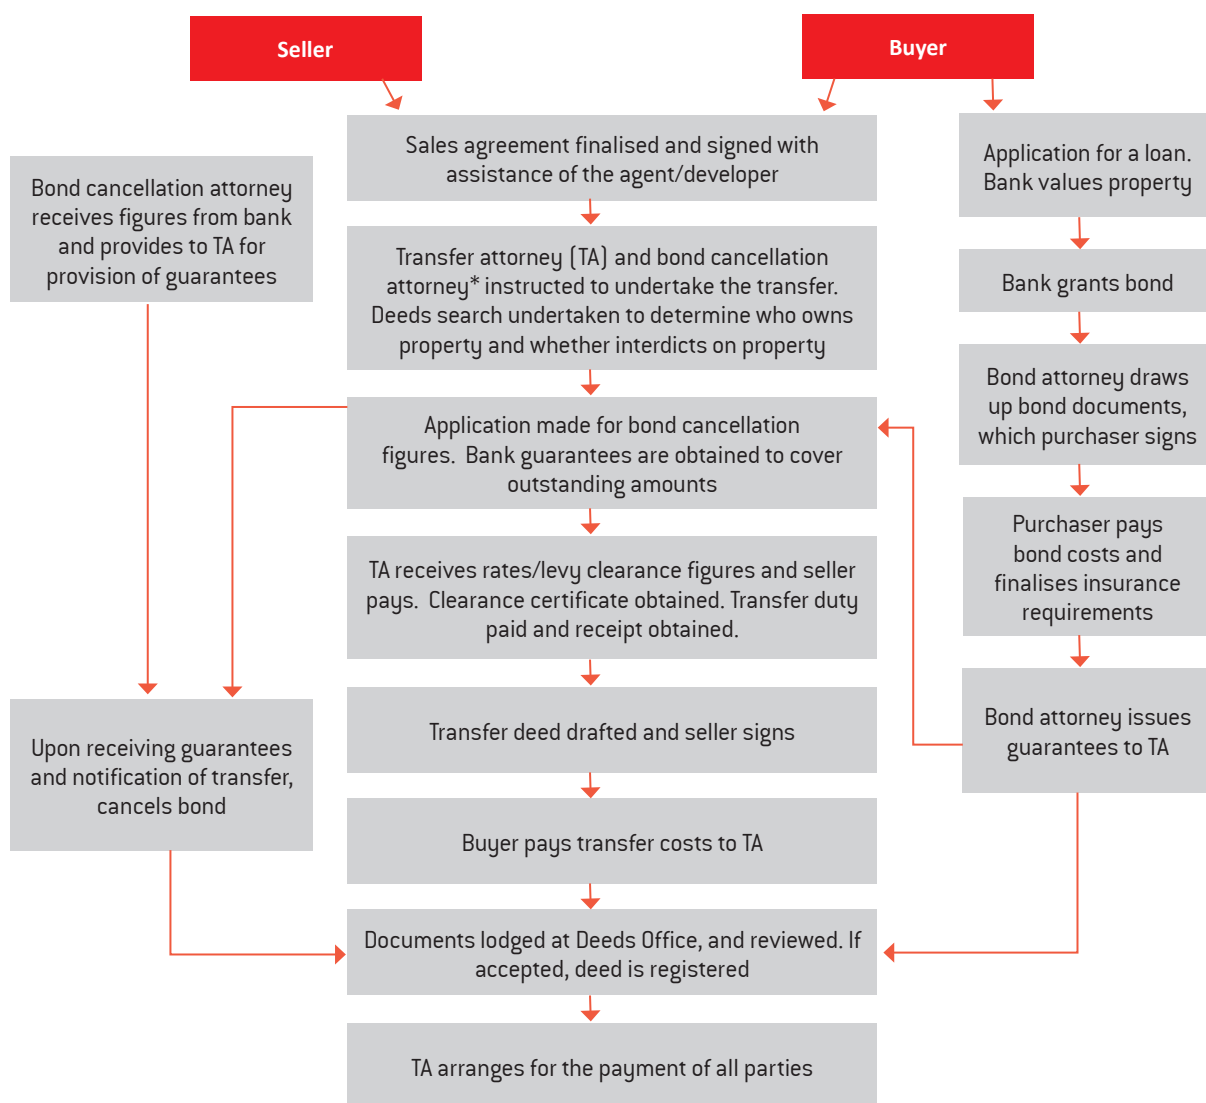 Seller
Buyer
Sales agreement finalised and signed with
assistance of the agent/developer
Application for a loan.
Bank values property
Bond cancellation attorney
receives figures from bank
and provides to TA for
provision of guarantees
Transfer attorney (TA) and bond cancellation
attorney* instructed to undertake the transfer.
Deeds search undertaken to determine who owns
property and whether interdicts on property
Bank grants bond
Bond attorney draws
up bond documents,
which purchaser signs
Application made for bond cancellation
figures.  Bank guarantees are obtained to cover
outstanding amounts
Purchaser pays
bond costs and
finalises insurance
requirements
TA receives rates/levy clearance figures and seller
pays.  Clearance certificate obtained. Transfer duty
paid and receipt obtained.
Bond attorney issues
guarantees to TA
Transfer deed drafted and seller signs
Upon receiving guarantees
and notification of transfer,
cancels bond
Buyer pays transfer costs to TA
Documents lodged at Deeds Office, and reviewed. If
accepted, deed is registered
TA arranges for the payment of all parties